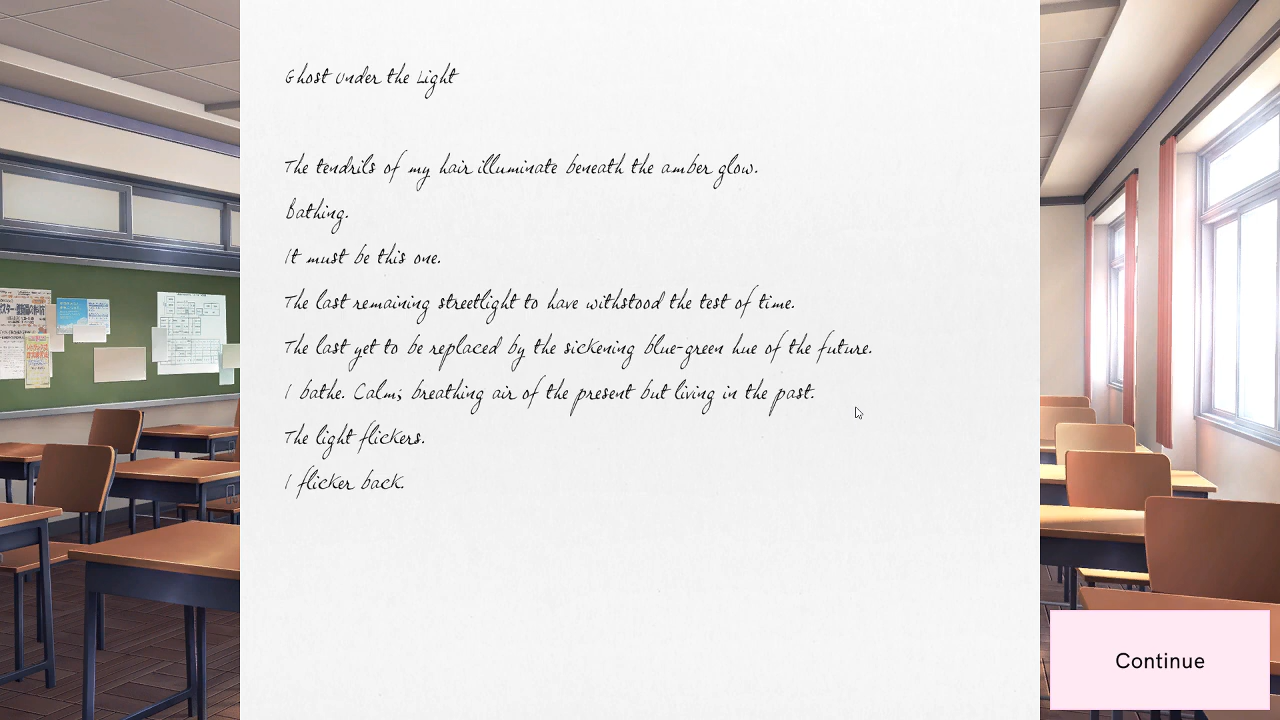 Ghost Under the Light
The tendrils of my hair illuminate beneath the amber glow.
Bathing.
It must be this one.
The last remaining streetlight to have withstood the test of time.
The last yet to be replaced by the sickening blue-green hue of the future.
I bathe. Calm; breathing air of the present but living in the past.
The light flickers.
I flicker back.
Continue